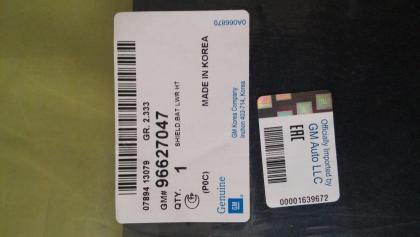 0A066870
07894 13079 GR. 2.333
GM# 96627047
QTY. 1 SHIELD.BAT LWR HT
(P0C) MADE IN KOREA
Genuine
GM
GM Korea Company
Inchon 403-714, Korea
Officially Imported by
GM Auto LLC
EAC
00001639672